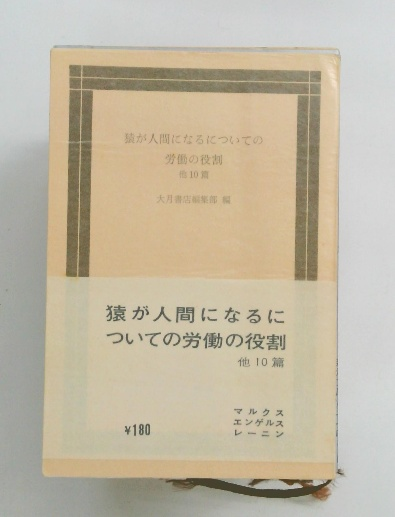 猿が人間になるについての
労働の役割
他10篇
大月書店編集部 編
猿が人間になるに
ついての労働の役割
他10篇
マルクス
エンゲルス
レーニン
¥180